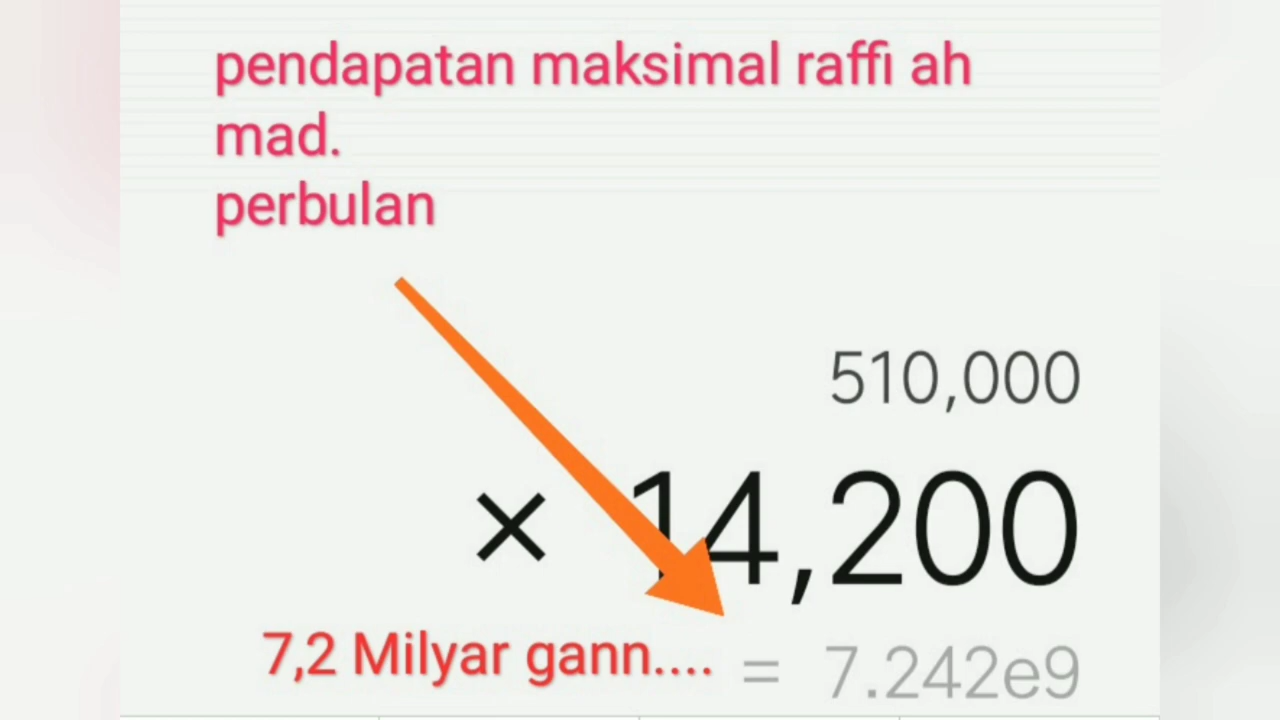 pendapatan maksimal raffi ah
mad.
perbulan
510,000
× 14,200
7,2 Milyar gann.... = 7.242e9